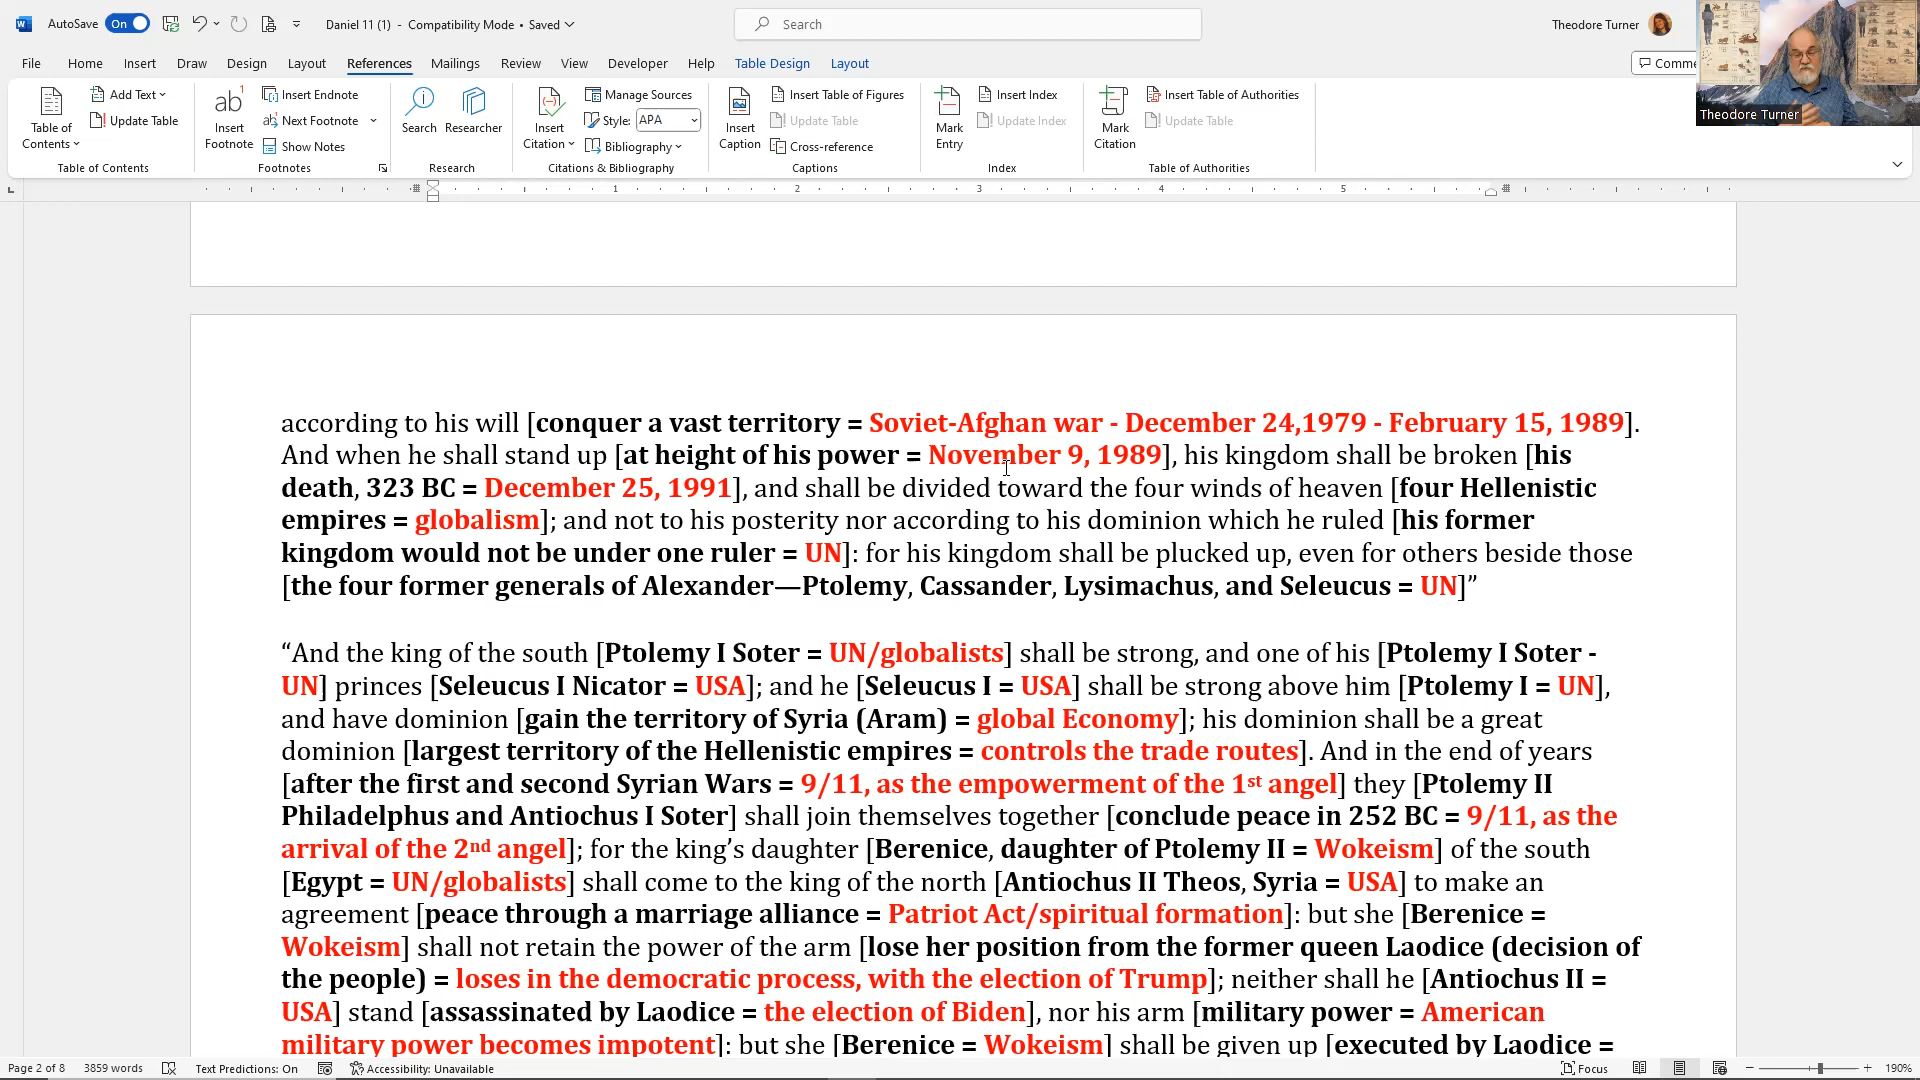 AutoSave On Daniel 11 (1) - Compatibility Mode • Saved Search Theodore Turner
File Home Insert Draw Design Layout References Mailings Review View Developer Help Table Design Layout Comme
Table of Contents Add Text Update Table Table of Contents
ab Insert Footnote Insert Endnote Next Footnote Show Notes Footnotes
Search Researcher Research
Insert Citation Manage Sources Style: APA Bibliography Citations & Bibliography
Insert Caption Insert Table of Figures Update Table Cross-reference Captions
Mark Entry Insert Index Update Index Index
Mark Citation Insert Table of Authorities Update Table Table of Authorities
Theodore Turner
1 2 3 4 5
according to his will [conquer a vast territory = Soviet-Afghan war - December 24,1979 - February 15, 1989].
And when he shall stand up [at height of his power = November 9, 1989], his kingdom shall be broken [his
death, 323 BC = December 25, 1991], and shall be divided toward the four winds of heaven [four Hellenistic
empires = globalism]; and not to his posterity nor according to his dominion which he ruled [his former
kingdom would not be under one ruler = UN]: for his kingdom shall be plucked up, even for others beside those
[the four former generals of Alexander—Ptolemy, Cassander, Lysimachus, and Seleucus = UN]”
“And the king of the south [Ptolemy I Soter = UN/globalists] shall be strong, and one of his [Ptolemy I Soter -
UN] princes [Seleucus I Nicator = USA]; and he [Seleucus I = USA] shall be strong above him [Ptolemy I = UN],
and have dominion [gain the territory of Syria (Aram) = global Economy]; his dominion shall be a great
dominion [largest territory of the Hellenistic empires = controls the trade routes]. And in the end of years
[after the first and second Syrian Wars = 9/11, as the empowerment of the 1st angel] they [Ptolemy II
Philadelphus and Antiochus I Soter] shall join themselves together [conclude peace in 252 BC = 9/11, as the
arrival of the 2nd angel]; for the king’s daughter [Berenice, daughter of Ptolemy II = Wokeism] of the south
[Egypt = UN/globalists] shall come to the king of the north [Antiochus II Theos, Syria = USA] to make an
agreement [peace through a marriage alliance = Patriot Act/spiritual formation]: but she [Berenice =
Wokeism] shall not retain the power of the arm [lose her position from the former queen Laodice (decision of
the people) = loses in the democratic process, with the election of Trump]; neither shall he [Antiochus II =
USA] stand [assassinated by Laodice = the election of Biden], nor his arm [military power = American
military power becomes impotent]: but she [Berenice = Wokeism] shall be given up [executed by Laodice =
Page 2 of 8 3859 words Text Predictions: On Accessibility: Unavailable Focus 190%